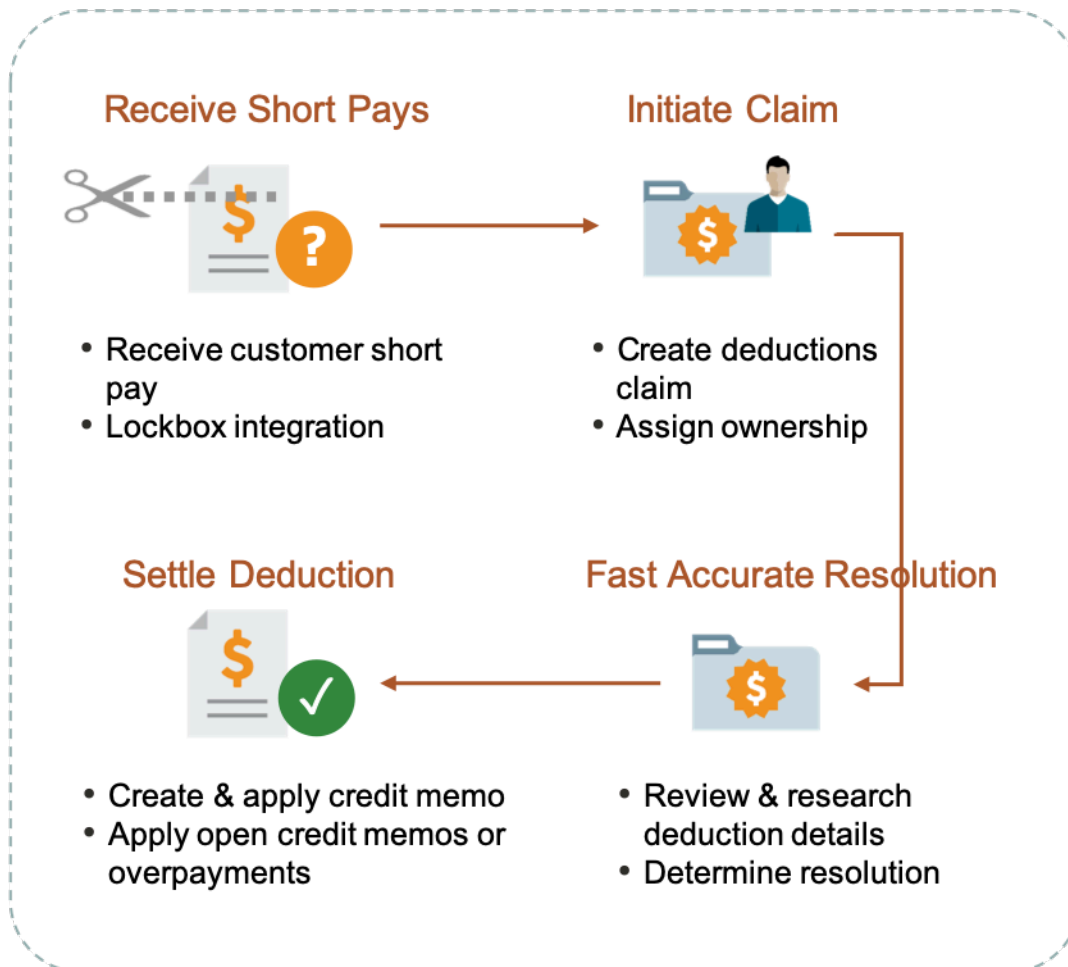 Receive Short Pays
$
?
• Receive customer short
pay
• Lockbox integration
Initiate Claim
$
• Create deductions
claim
• Assign ownership
Fast Accurate Resolution
$
• Review & research
deduction details
• Determine resolution
Settle Deduction
$
✓
• Create & apply credit memo
• Apply open credit memos or
overpayments